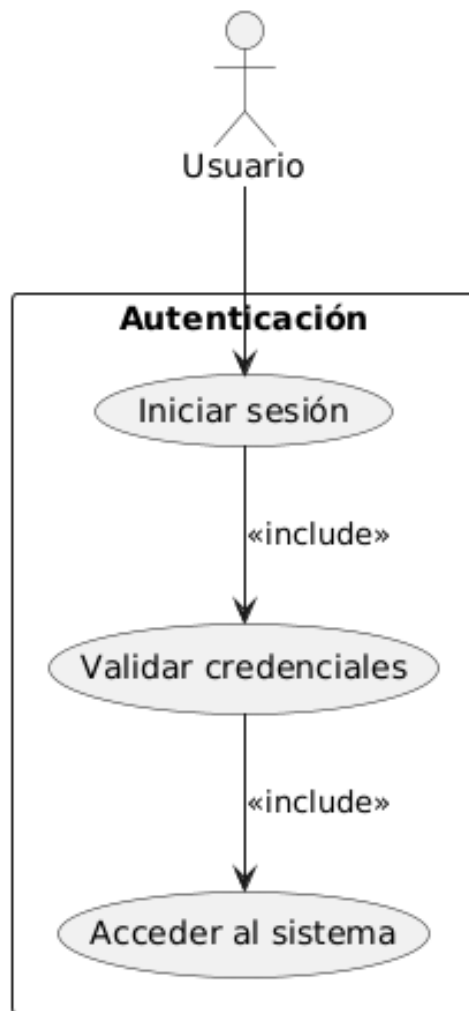 Usuario
Autenticación
Iniciar sesión
«include»
Validar credenciales
«include»
Acceder al sistema